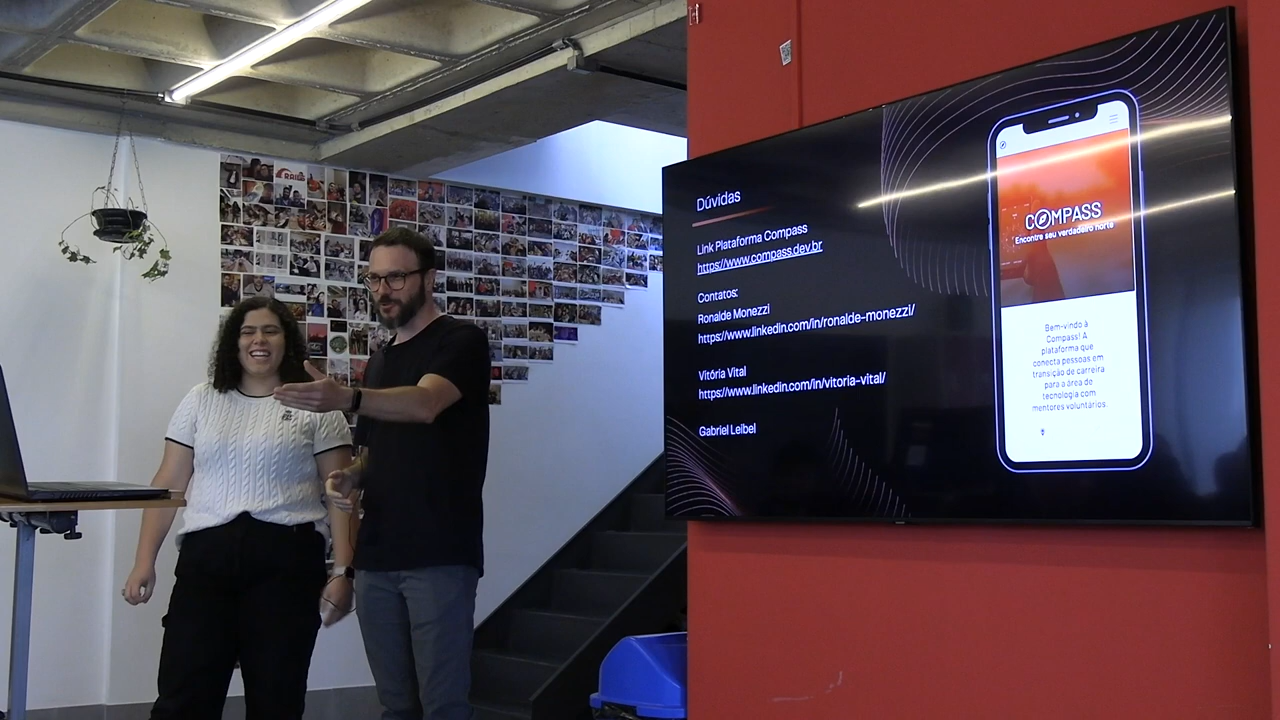 Dúvidas
Link Plataforma Compass
https://www.compass.dev.br
Contatos:
Ronalde Monezzi
https://www.linkedin.com/in/ronalde-monezzi/
Vitória Vital
https://www.linkedin.com/in/vitoria-vital/
Gabriel Leibel
COMPASS
Encontre seu verdadeiro norte
Bem-vindo à
Compass! A
plataforma que
conecta pessoas em
transição de carreira
para a área de
tecnologia com
mentores voluntários.